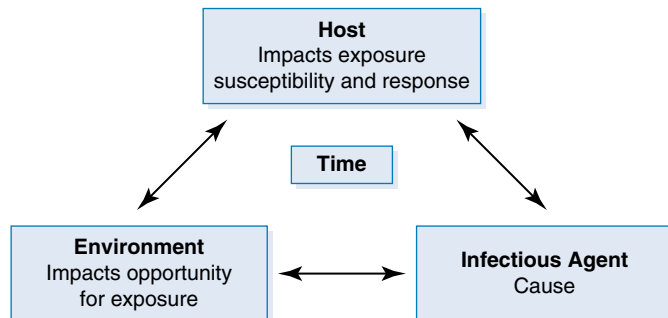 Host
Impacts exposure
susceptibility and response
Time
Environment
Impacts opportunity
for exposure
Infectious Agent
Cause